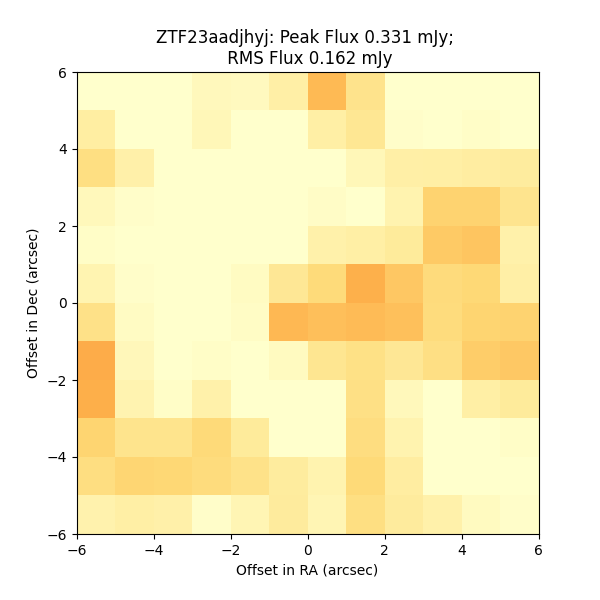 ZTF23aadjhyj: Peak Flux 0.331 mJy;
RMS Flux 0.162 mJy
6
4
2
0
−2
−4
−6
Offset in Dec (arcsec)
−6 −4 −2 0 2 4 6
Offset in RA (arcsec)